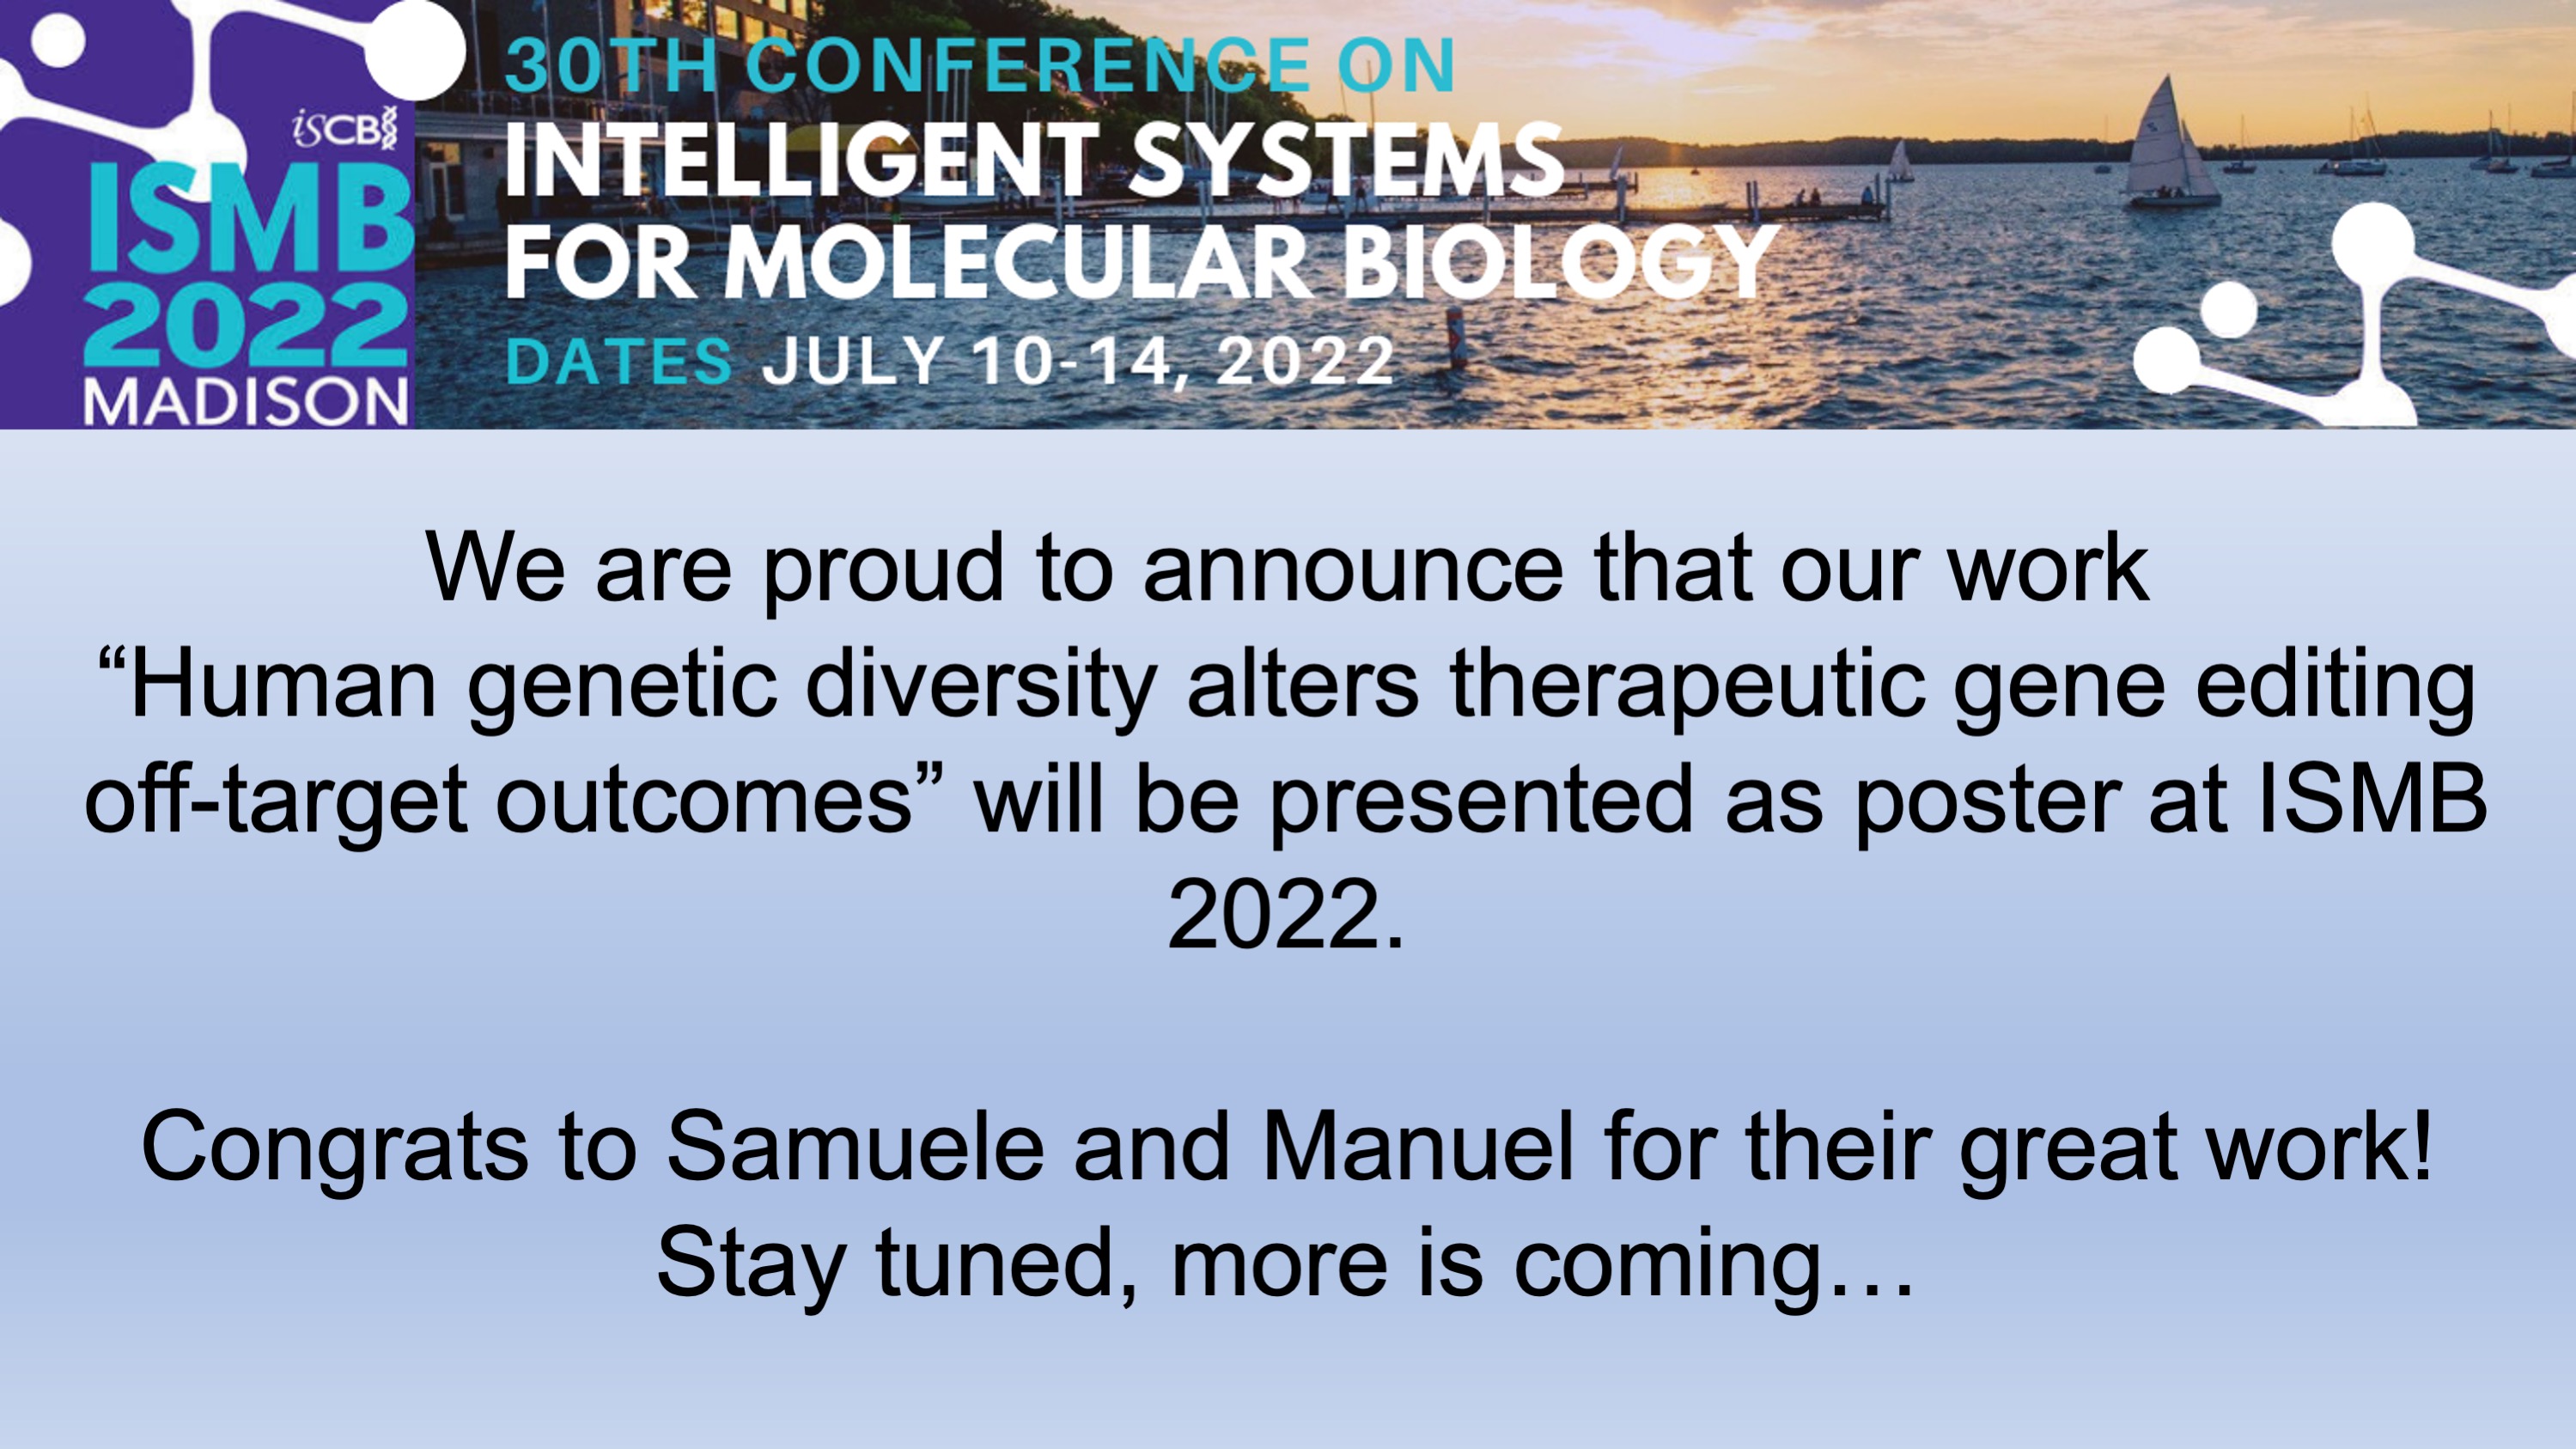 iSCB
ISMB
2022
MADISON
30TH CONFERENCE ON
INTELLIGENT SYSTEMS
FOR MOLECULAR BIOLOGY
DATES JULY 10-14, 2022
We are proud to announce that our work
“Human genetic diversity alters therapeutic gene editing
off-target outcomes” will be presented as poster at ISMB
2022.
Congrats to Samuele and Manuel for their great work!
Stay tuned, more is coming…